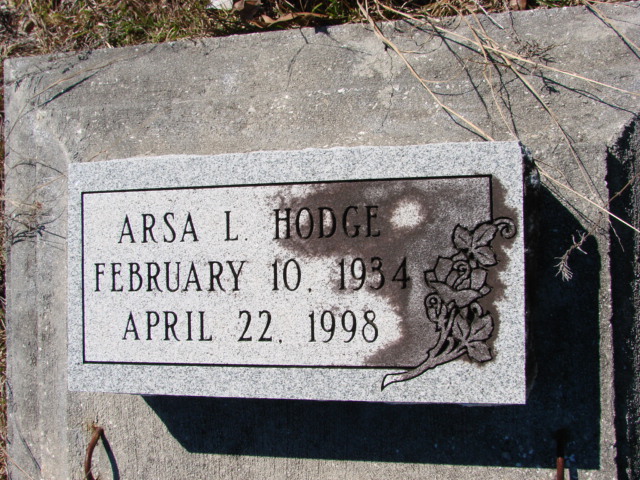 ARSA L. HODGE
FEBRUARY 10, 1934
APRIL 22, 1998